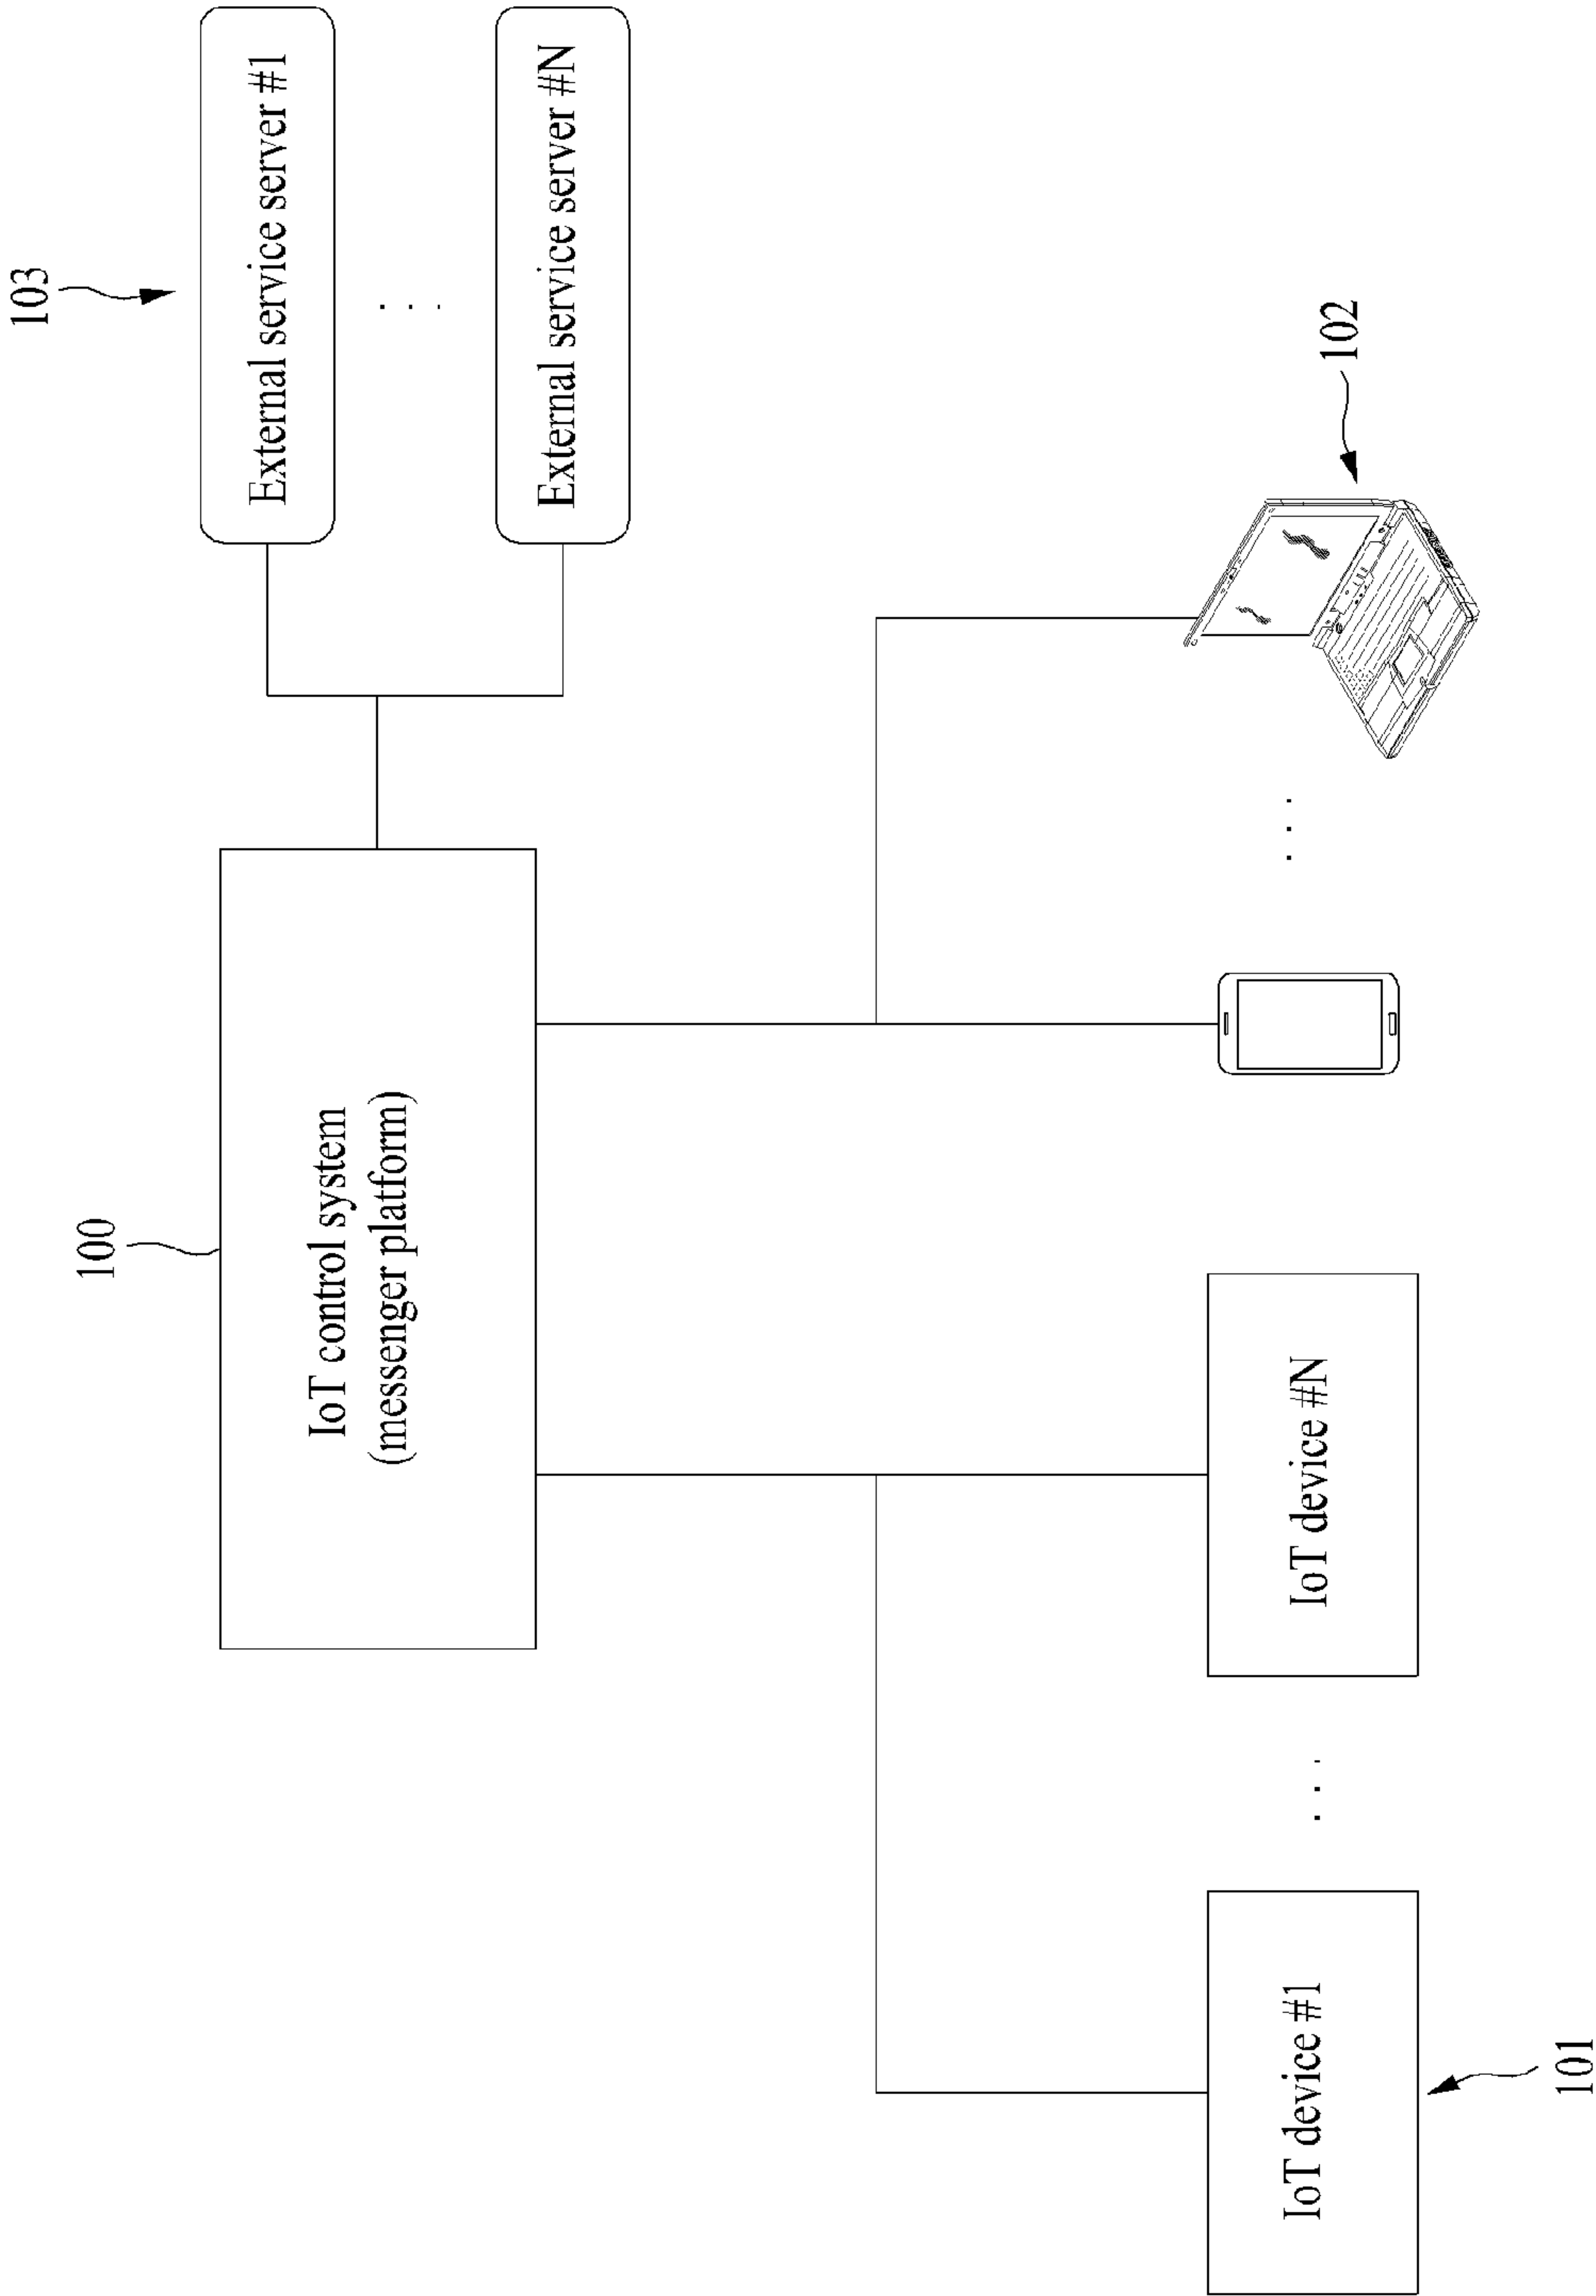 103
External service server #1
. . .
External service server #N
100
IoT control system
(messenger platform)
102
. . .
IoT device #1
. . .
IoT device #N
101